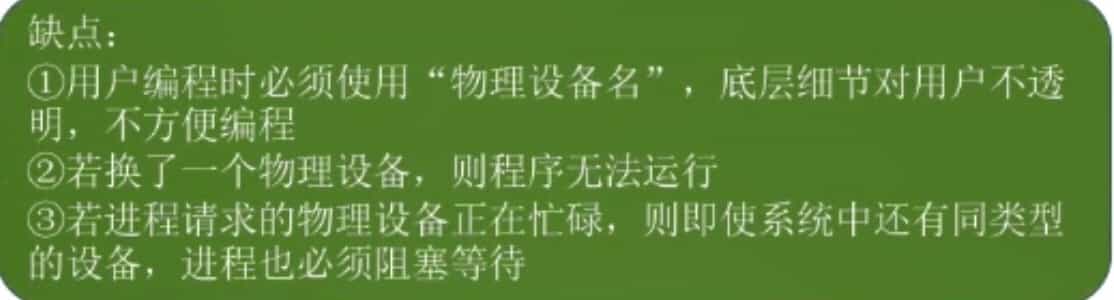 缺点：
①用户编程时必须使用“物理设备名”，底层细节对用户不透
明，不方便编程
②若换了一个物理设备，则程序无法运行
③若进程请求的物理设备正在忙碌，则即使系统中还有同类型
的设备，进程也必须阻塞等待